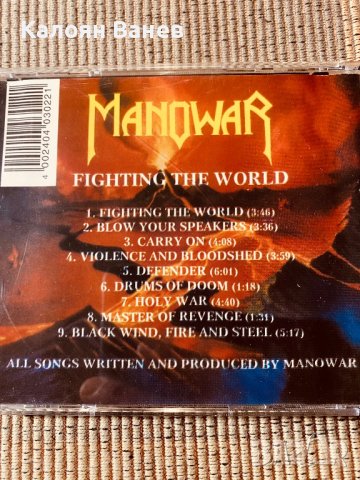 Калоян Ванев
4 002404 030221
MANOWAR
FIGHTING THE WORLD
1. FIGHTING THE WORLD (3:46)
2. BLOW YOUR SPEAKERS (3:36)
3. CARRY ON (4:08)
4. VIOLENCE AND BLOODSHED (3:59)
5. DEFENDER (6:01)
6. DRUMS OF DOOM (1:18)
7. HOLY WAR (4:40)
8. MASTER OF REVENGE (1:31)
9. BLACK WIND, FIRE AND STEEL (5:17)
ALL SONGS WRITTEN AND PRODUCED BY MANOWAR